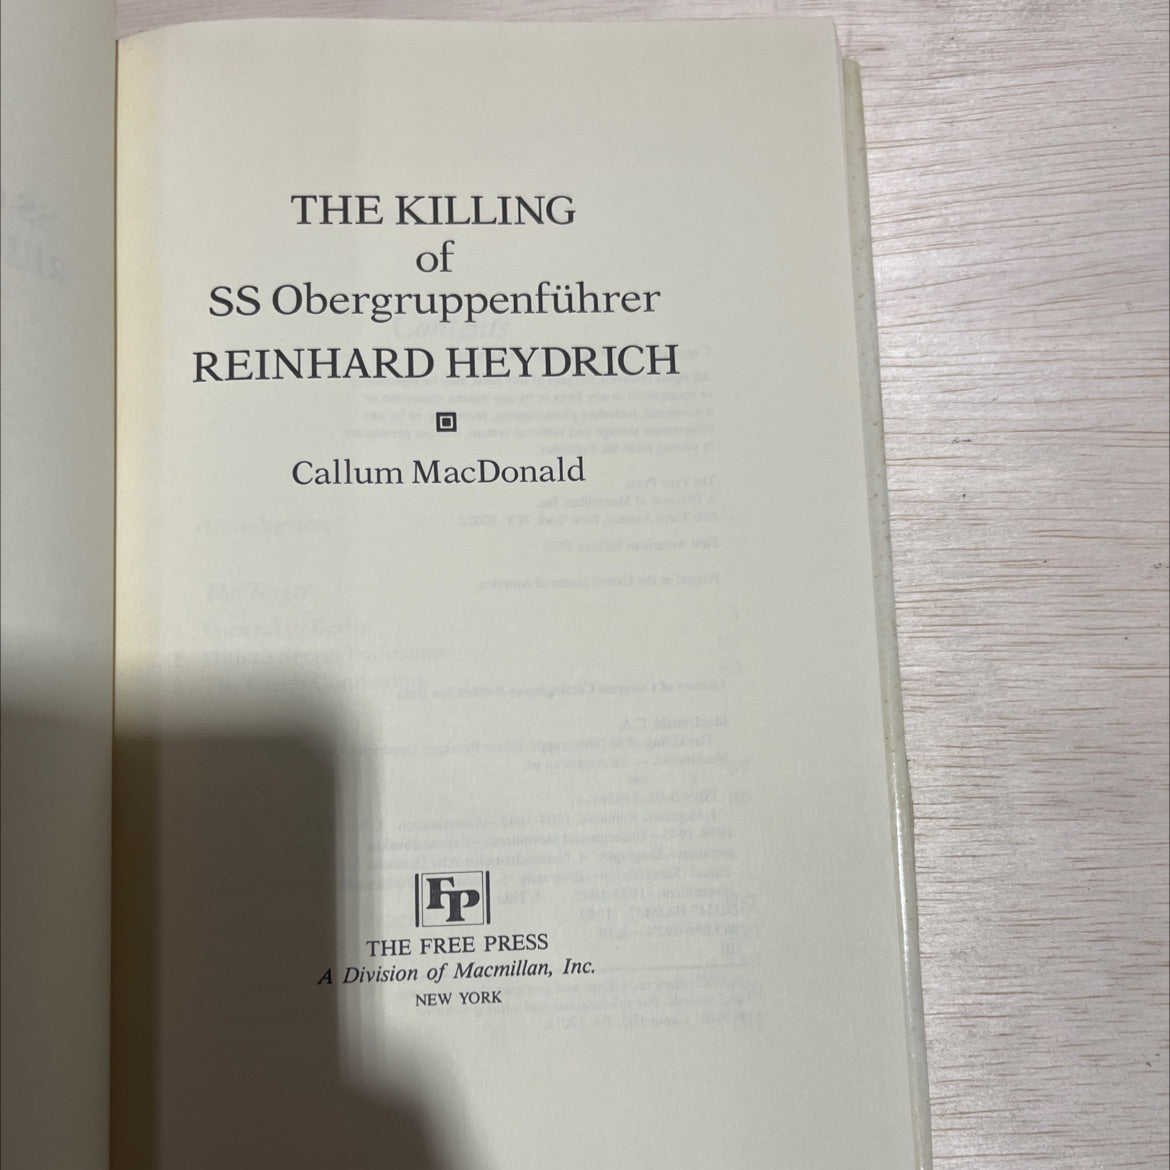 THE KILLING
of
SS Obergruppenführer
REINHARD HEYDRICH
Callum MacDonald
FP
THE FREE PRESS
A Division of Macmillan, Inc.
NEW YORK